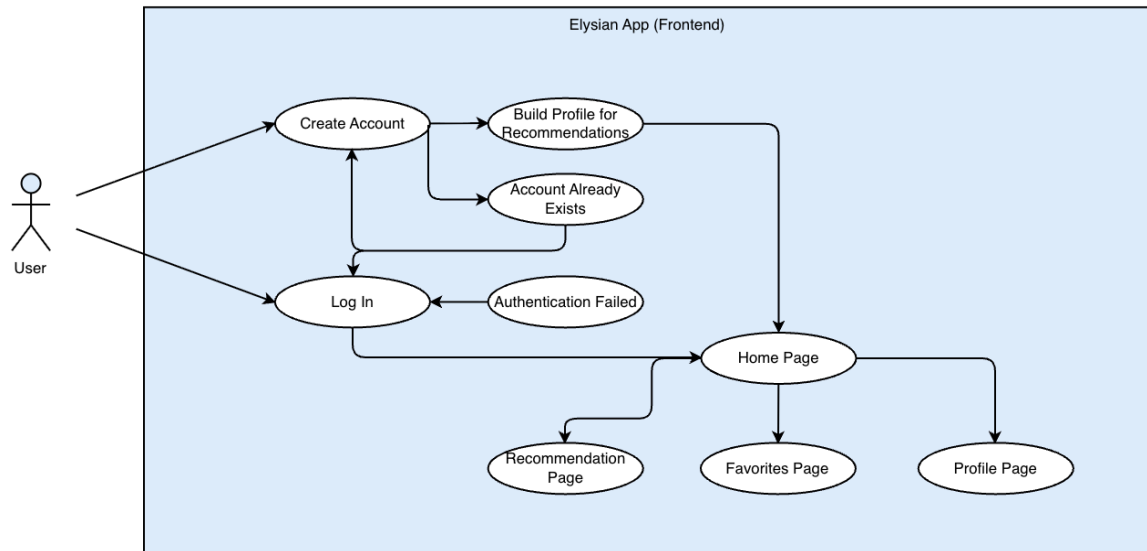 Elysian App (Frontend)
Create Account
Build Profile for
Recommendations
Account Already
Exists
User
Log In
Authentication Failed
Home Page
Recommendation
Page
Favorites Page
Profile Page